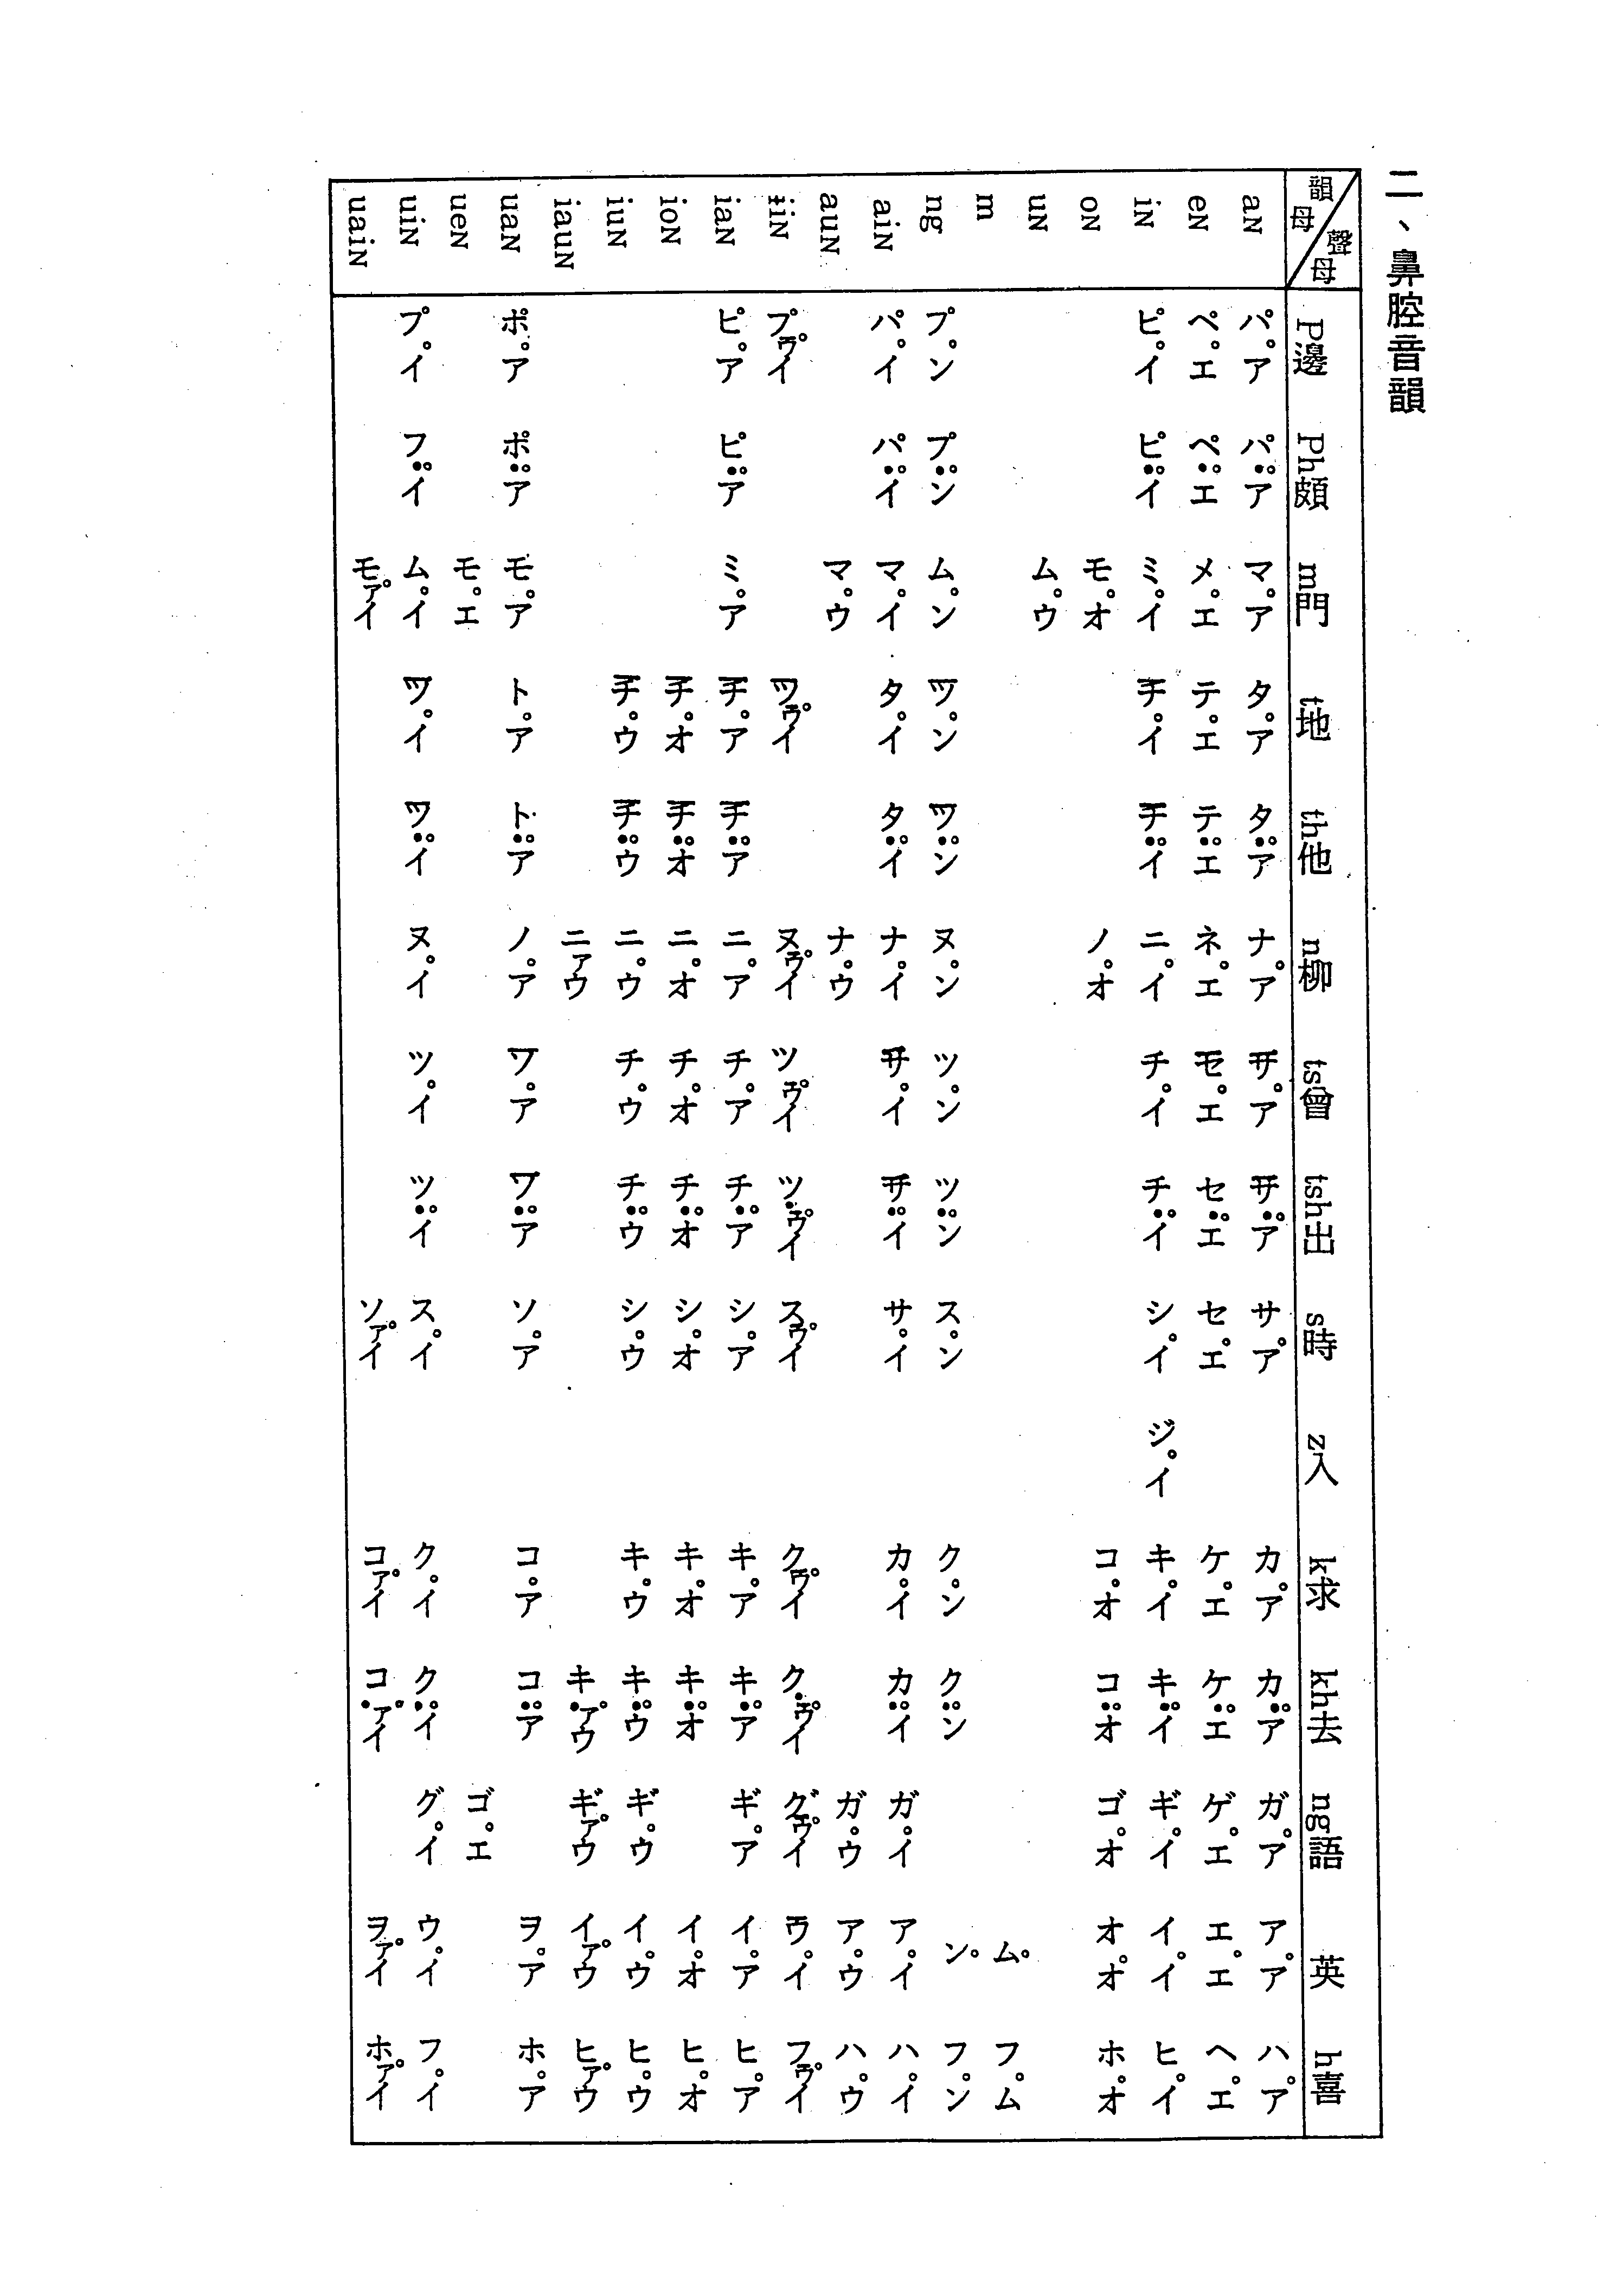 二、鼻腔音韻
韻母 聲母 P邊 Ph頗 m門 t地 th他 n柳 ts曾 tsh出 s時 z入 k求 kh去 ng語 英 h喜
aN パ。ア パ•。ア マ。ア タ。ア タ•。ア ナ。ア サ̅。ア サ̅•。ア サ。ア カ。ア カ•。ア ガ。ア ア。ア ハ。ア
eN ペ。エ ペ•。エ メ。エ テ。エ テ•。エ ネ。エ セ̅。エ セ•。エ セ。エ ケ。エ ケ•。エ ゲ。エ エ。エ ヘ。エ
iN ピ。イ ピ•。イ ミ。イ チ̅。イ チ̅•。イ ニ。イ チ。イ チ•。イ シ。イ ジ。イ キ。イ キ•。イ ギ。イ イ。イ ヒ。イ
oN モ。オ ノ。オ コ。オ コ•。オ ゴ。オ オ。オ ホ。オ
uN ム。ウ
m ム。 フ。ム
ng プ。ン プ•。ン ム。ン ツ̅。ン ツ̅•。ン ヌ。ン ツ。ン ツ•。ン ス。ン ク。ン ク•。ン ン。 フ。ン
aiN パ。イ パ•。イ マ。イ タ。イ タ•。イ ナ。イ サ̅。イ サ̅•。イ サ。イ カ。イ カ•。イ ガ。イ ア。イ ハ。イ
auN マ。ウ ナ。ウ ガ。ウ ア。ウ ハ。ウ
ɨiN プゥ̅。イ ツ̅ゥ̅。イ ヌゥ̅。イ ツゥ̅。イ ツ•ゥ̅。イ スゥ̅。イ クゥ̅。イ ク•ゥ̅。イ グゥ̅。イ ウ̅。イ フゥ̅。イ
iaN ピ。ア ピ•。ア ミ。ア チ̅。ア チ̅•。ア ニ。ア チ。ア チ•。ア シ。ア キ。ア キ•。ア ギ。ア イ。ア ヒ。ア
ioN チ̅。オ チ̅•。オ ニ。オ チ。オ チ•。オ シ。オ キ。オ キ•。オ イ。オ ヒ。オ
iuN チ̅。ウ チ̅•。ウ ニ。ウ チ。ウ チ•。ウ シ。ウ キ。ウ キ•。ウ ギ。ウ イ。ウ ヒ。ウ
iauN ニァウ キ•ァ。ウ ギァ。ウ イァ。ウ ヒァ。ウ
uaN ポ。ア ポ•。ア モ。ア ト。ア ト•。ア ノ。ア ソ̅。ア ソ̅•。ア ソ。ア コ。ア コ•。ア ヲ。ア ホ。ア
ueN モ。エ ゴ。エ
uiN プ。イ フ•。イ ム。イ ツ̅。イ ツ̅•。イ ヌ。イ ツ。イ ツ•。イ ス。イ ク。イ ク•。イ グ。イ ウ。イ フ。イ
uaiN モァ。イ ソァ。イ コァ。イ コ•ァ。イ ヲァ。イ ホァ。イ